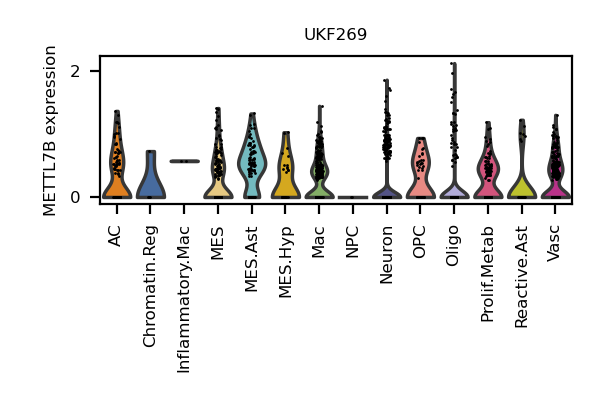 UKF269
METTL7B expression
2
0
AC
Chromatin.Reg
Inflammatory.Mac
MES
MES.Ast
MES.Hyp
Mac
NPC
Neuron
OPC
Oligo
Prolif.Metab
Reactive.Ast
Vasc